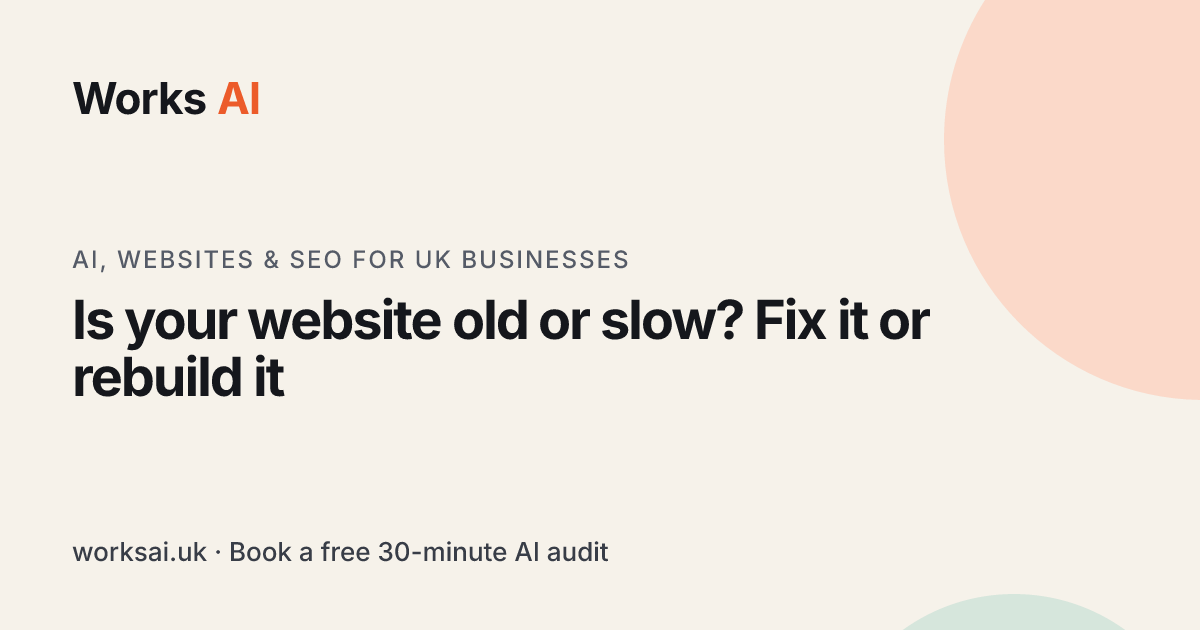 Works AI
AI, WEBSITES & SEO FOR UK BUSINESSES
Is your website old or slow? Fix it or
rebuild it
worksai.uk · Book a free 30-minute AI audit